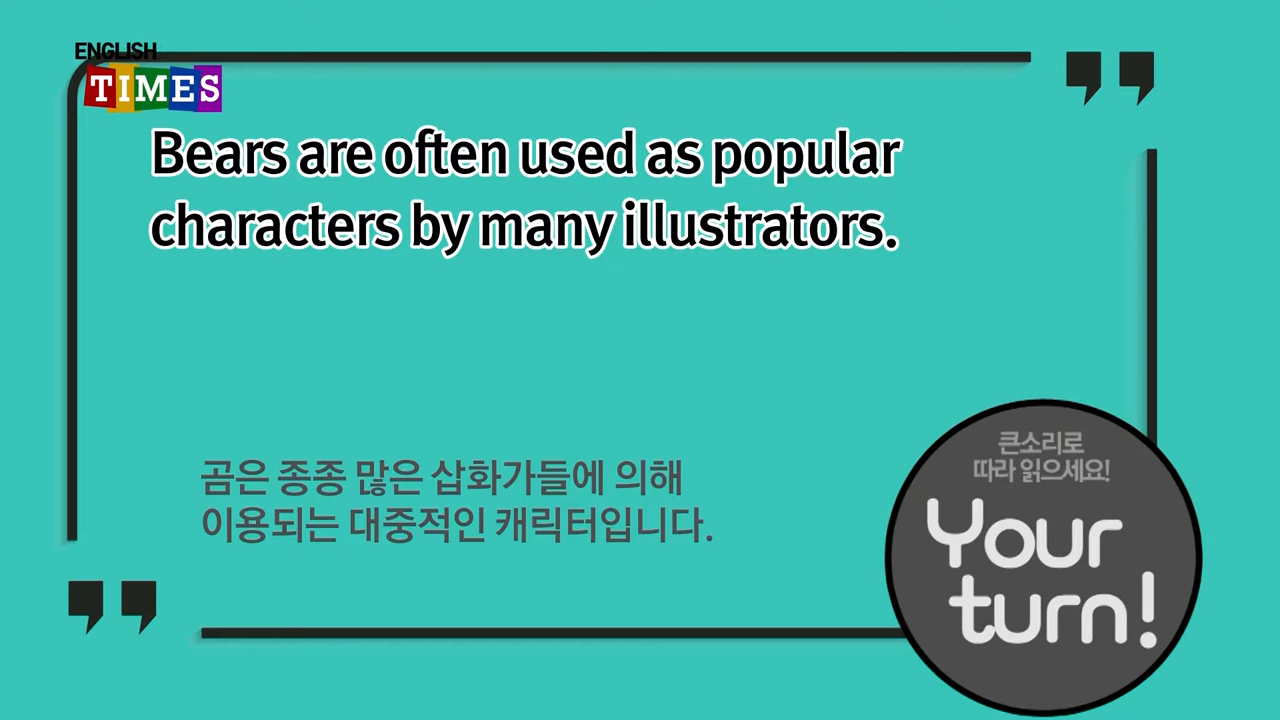 ENGLISH
TIMES
Bears are often used as popular
characters by many illustrators.
곰은 종종 많은 삽화가들에 의해
이용되는 대중적인 캐릭터입니다.
큰소리로
따라 읽으세요!
Your
turn!